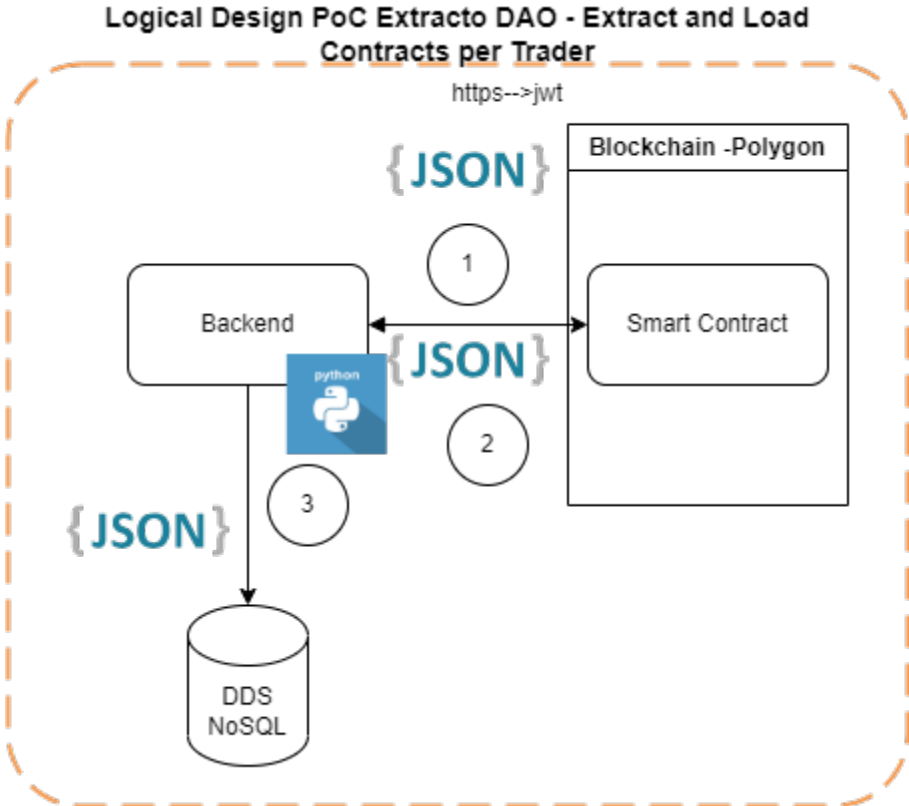 Logical Design PoC Extracto DAO - Extract and Load
Contracts per Trader
https-->jwt
{JSON}
Blockchain -Polygon
1
Backend
Smart Contract
{JSON}
python
2
3
{JSON}
DDS
NoSQL